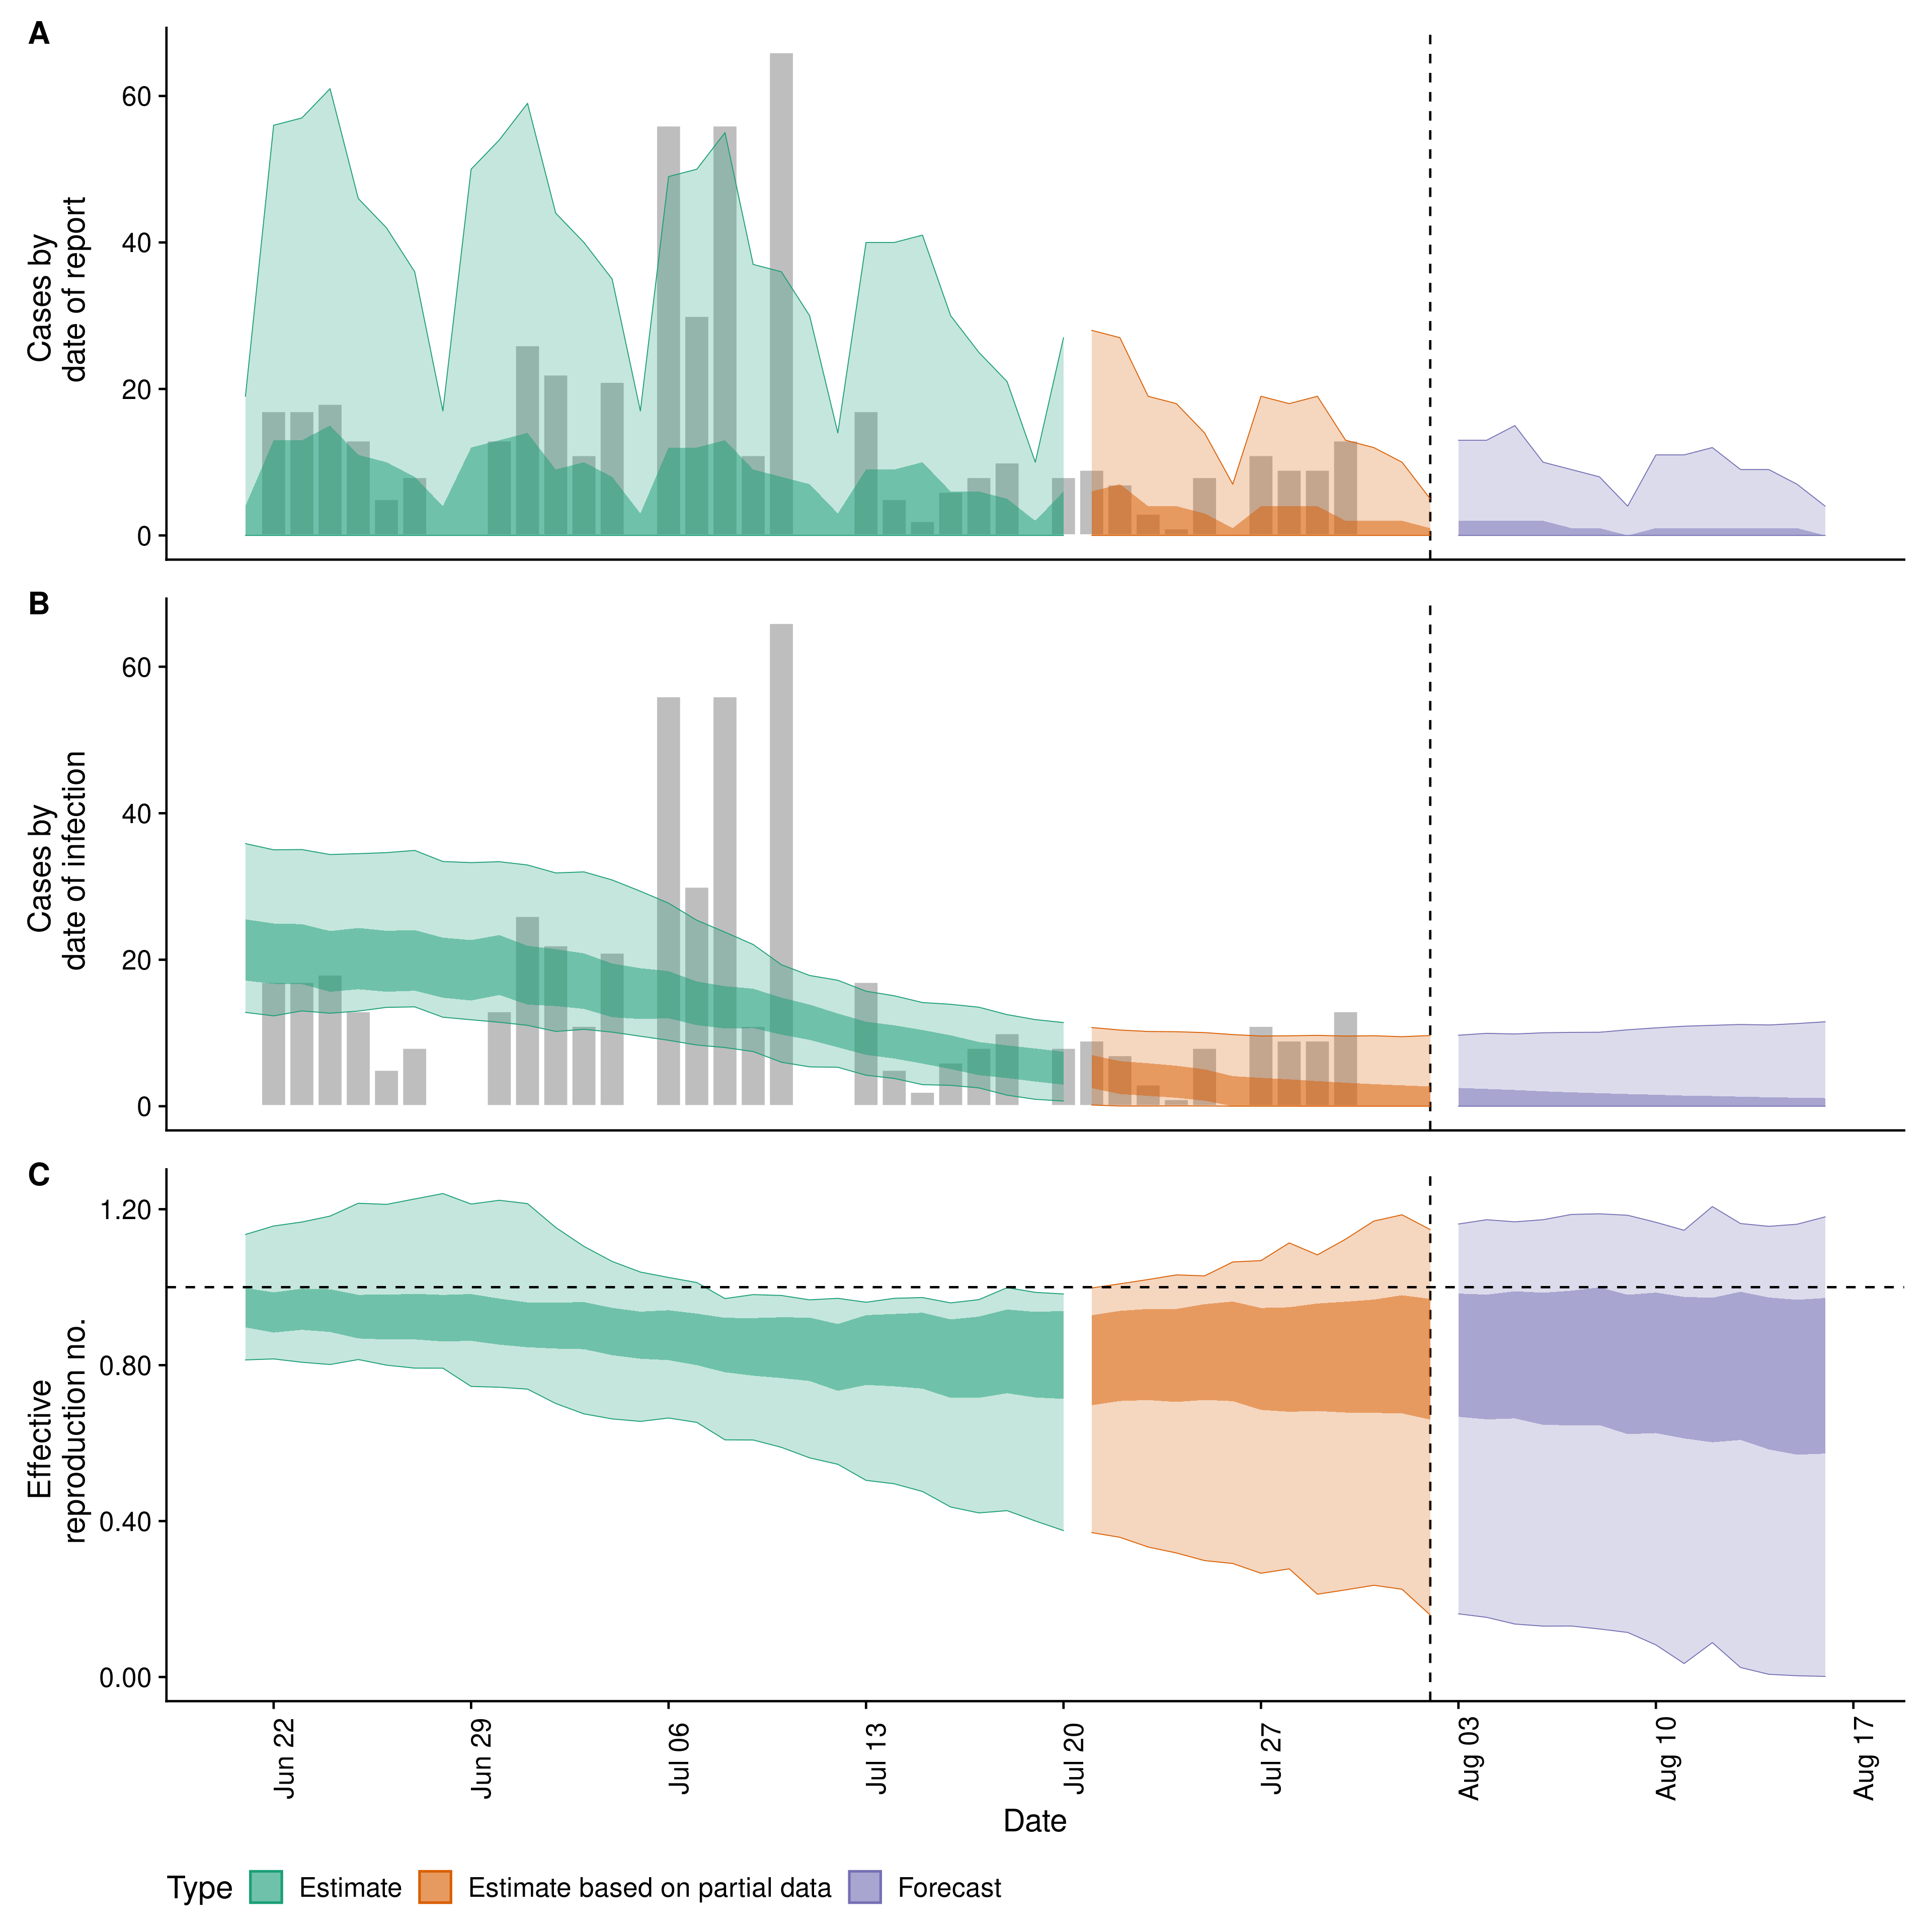 A
Cases by
date of report
60
40
20
0
B
Cases by
date of infection
60
40
20
0
C
Effective
reproduction no.
1.20
0.80
0.40
0.00
Jun 22
Jun 29
Jul 06
Jul 13
Jul 20
Jul 27
Aug 03
Aug 10
Aug 17
Date
Type Estimate Estimate based on partial data Forecast